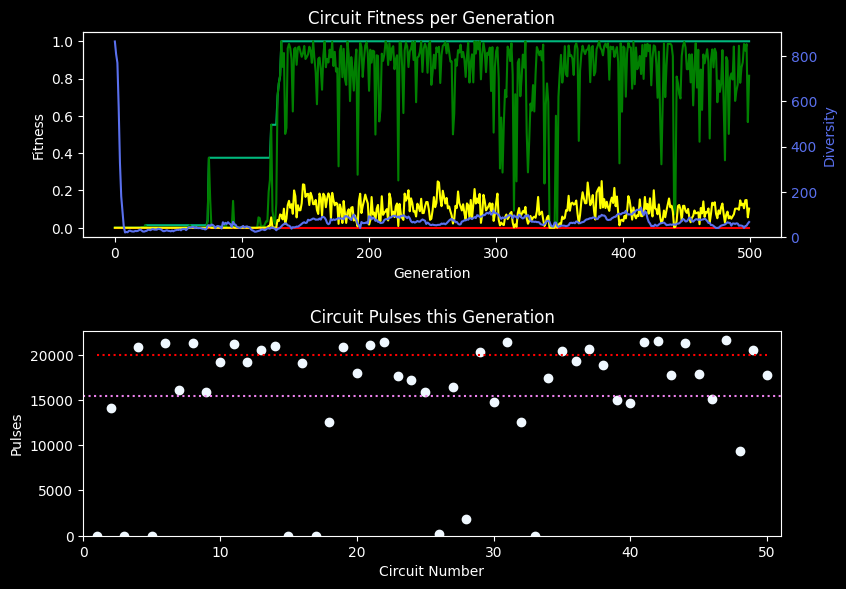 Circuit Fitness per Generation
1.0
0.8
0.6
0.4
0.2
0.0
Fitness
800
600
400
200
0
Diversity
0 100 200 300 400 500
Generation
Circuit Pulses this Generation
20000
15000
10000
5000
0
Pulses
0 10 20 30 40 50
Circuit Number